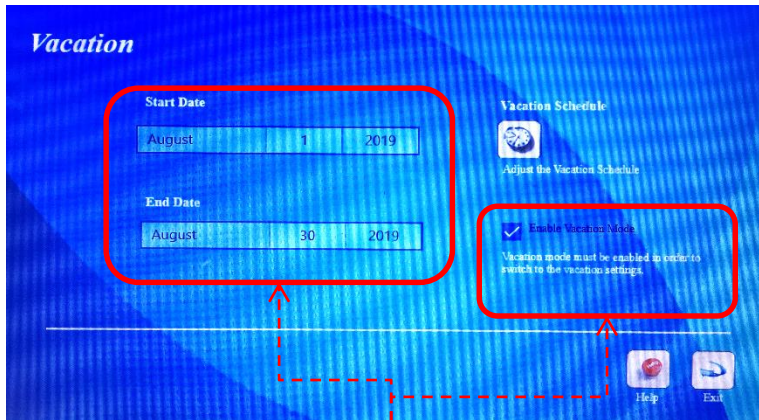 Vacation
Start Date
August 1 2019
End Date
August 30 2019
Vacation Schedule
Adjust the Vacation Schedule
Enable Vacation Mode
Vacation mode must be enabled in order to
switch to the vacation settings.
Help
Exit